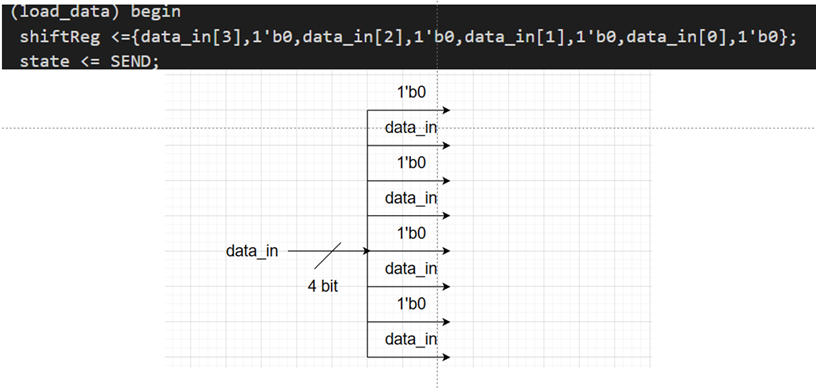 (load_data) begin
shiftReg <={data_in[3],1'b0,data_in[2],1'b0,data_in[1],1'b0,data_in[0],1'b0};
state <= SEND;
1'b0
data_in
1'b0
data_in
1'b0
data_in
4 bit
data_in
1'b0
data_in